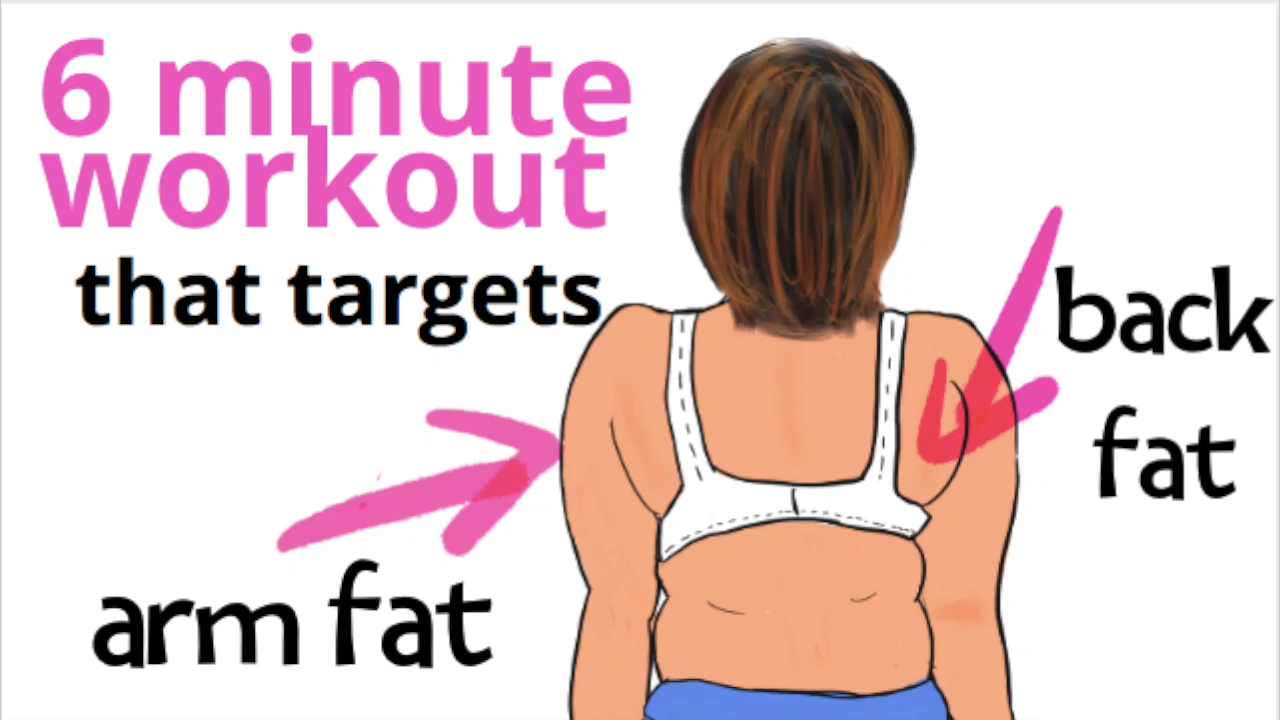 6 minute
workout
that targets
back
fat
arm fat